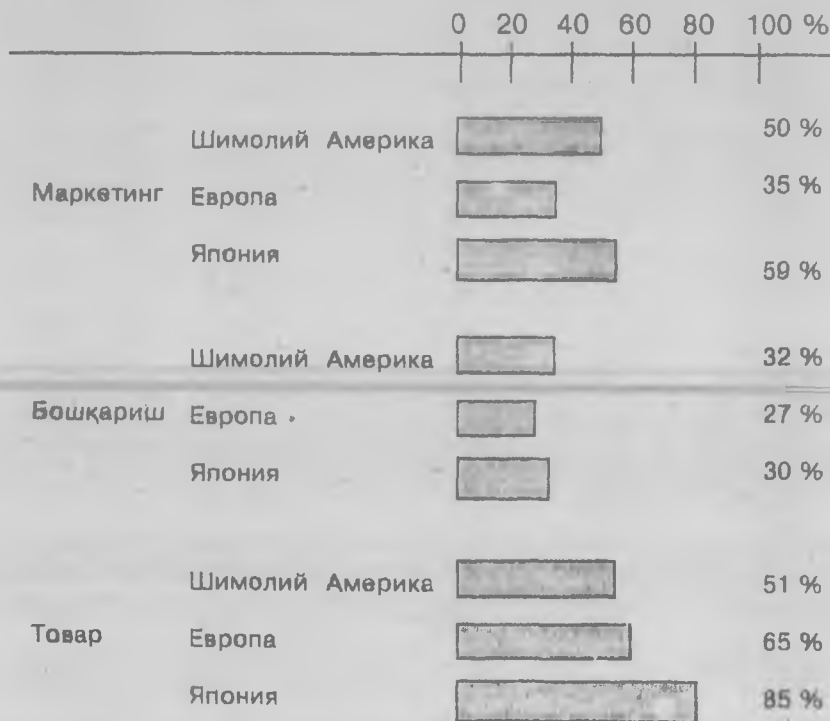 0 20 40 60 80 100 %
Шимолий Америка 50 %
Маркетинг Европа 35 %
Япония 59 %
Шимолий Америка 32 %
Бошқариш Европа 27 %
Япония 30 %
Шимолий Америка 51 %
Товар Европа 65 %
Япония 85 %